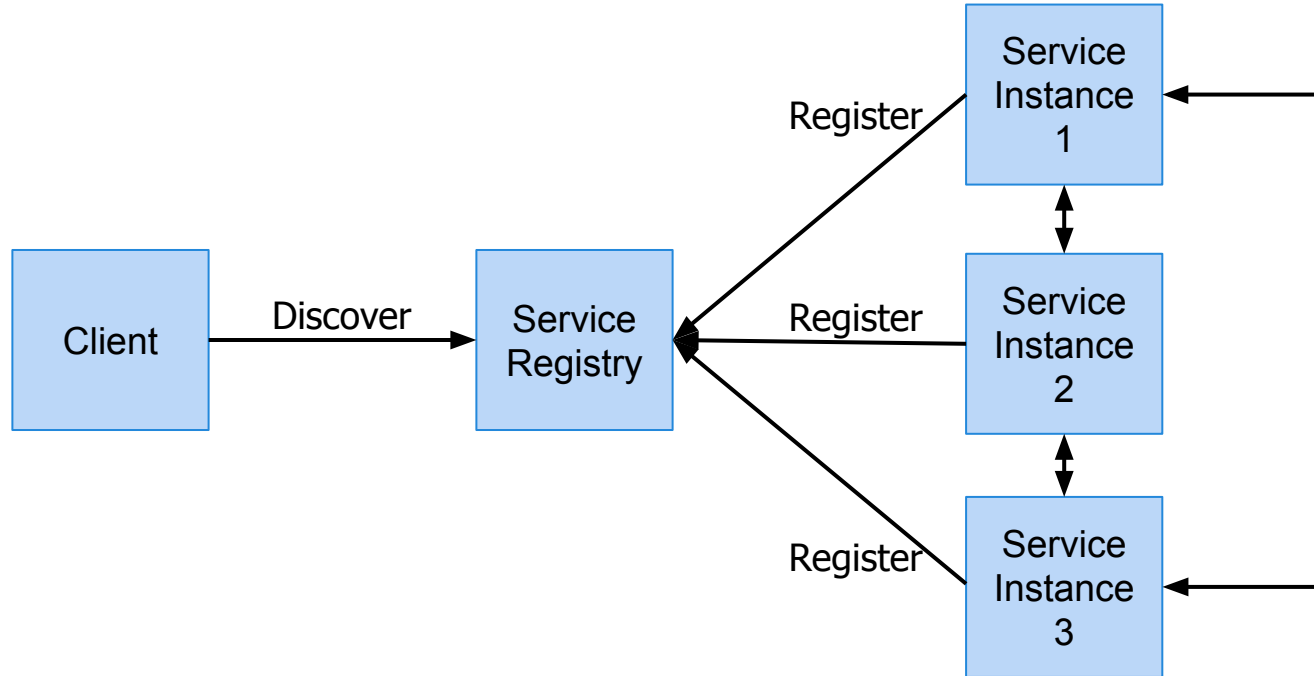 Service
Instance
1
Register
Client
Discover
Service
Registry
Register
Service
Instance
2
Register
Service
Instance
3